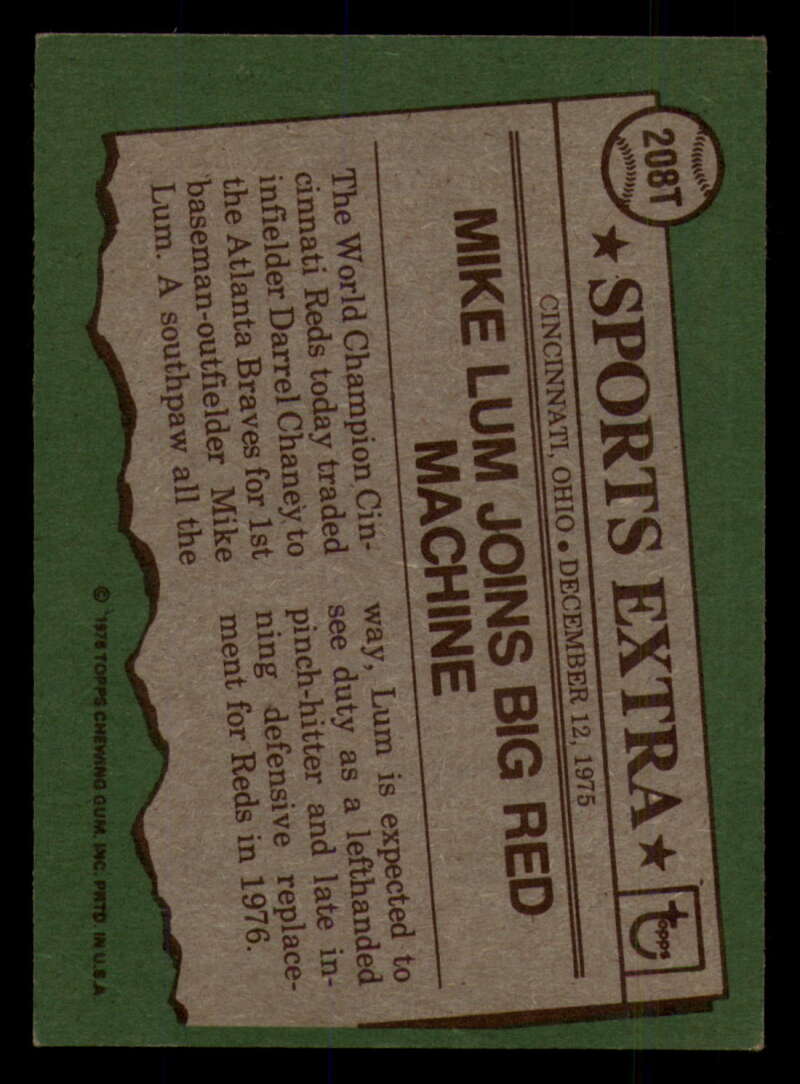 208T
★ SPORTS EXTRA ★
topps
CINCINNATI, OHIO • DECEMBER 12, 1975
MIKE LUM JOINS BIG RED
MACHINE
The World Champion Cin-
cinnati Reds today traded
infielder Darrel Chaney to
the Atlanta Braves for 1st
baseman-outfielder Mike
Lum. A southpaw all the
way, Lum is expected to
see duty as a lefthanded
pinch-hitter and late in-
ning defensive replace-
ment for Reds in 1976.
© 1976 TOPPS CHEWING GUM, INC. PRTD. IN U.S.A